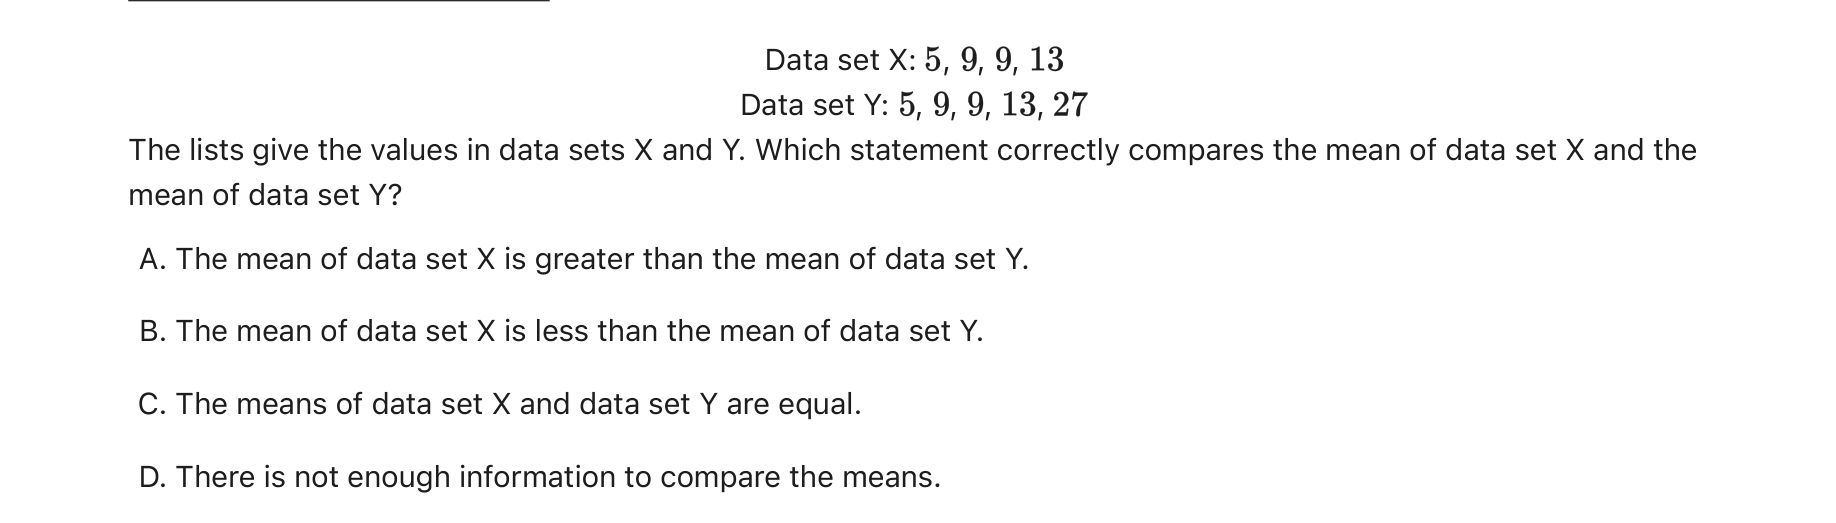 Data set X: 5, 9, 9, 13
Data set Y: 5, 9, 9, 13, 27
The lists give the values in data sets X and Y. Which statement correctly compares the mean of data set X and the
mean of data set Y?
A. The mean of data set X is greater than the mean of data set Y.
B. The mean of data set X is less than the mean of data set Y.
C. The means of data set X and data set Y are equal.
D. There is not enough information to compare the means.